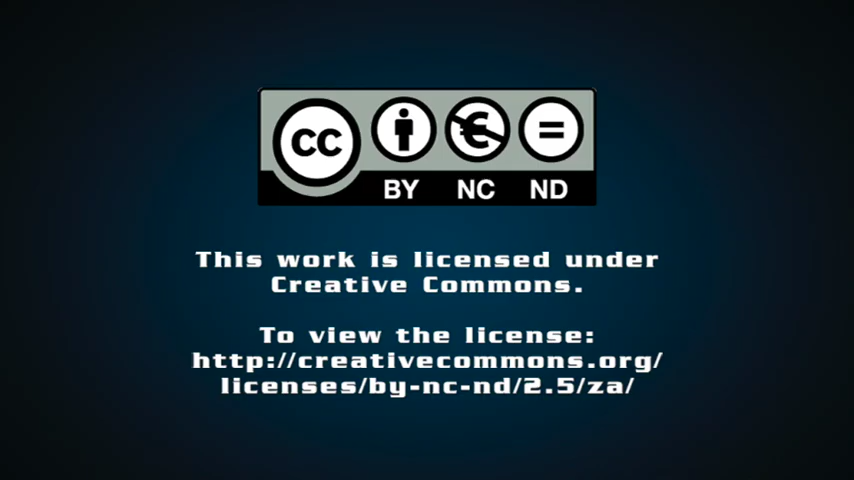 CC
BY NC ND
This work is licensed under
Creative Commons.
To view the license:
http://creativecommons.org/
licenses/by-nc-nd/2.5/za/